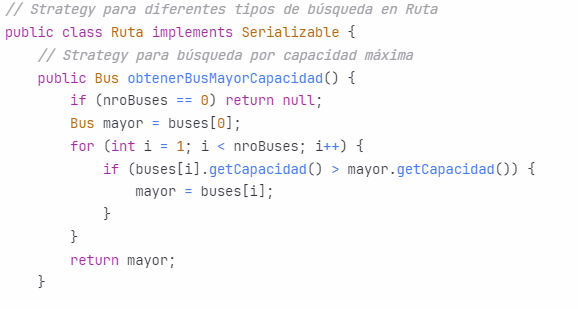 // Strategy para diferentes tipos de búsqueda en Ruta
public class Ruta implements Serializable {
    // Strategy para búsqueda por capacidad máxima
    public Bus obtenerBusMayorCapacidad() {
        if (nroBuses == 0) return null;
        Bus mayor = buses[0];
        for (int i = 1; i < nroBuses; i++) {
            if (buses[i].getCapacidad() > mayor.getCapacidad()) {
                mayor = buses[i];
            }
        }
        return mayor;
    }